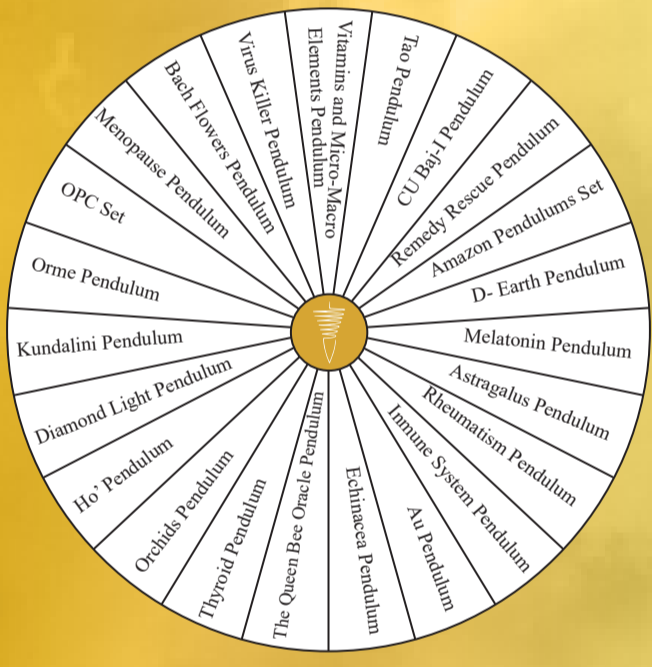 Vitamins and Micro-Macro
Elements Pendulum
Tao Pendulum
CU Baj-I Pendulum
Remedy Rescue Pendulum
Amazon Pendulums Set
D- Earth Pendulum
Melatonin Pendulum
Astragalus Pendulum
Rheumatism Pendulum
Inmune System Pendulum
Au Pendulum
Echinacea Pendulum
The Queen Bee Oracle Pendulum
Thyroid Pendulum
Orchids Pendulum
Ho' Pendulum
Diamond Light Pendulum
Kundalini Pendulum
Orme Pendulum
OPC Set
Menopause Pendulum
Bach Flowers Pendulum
Virus Killer Pendulum